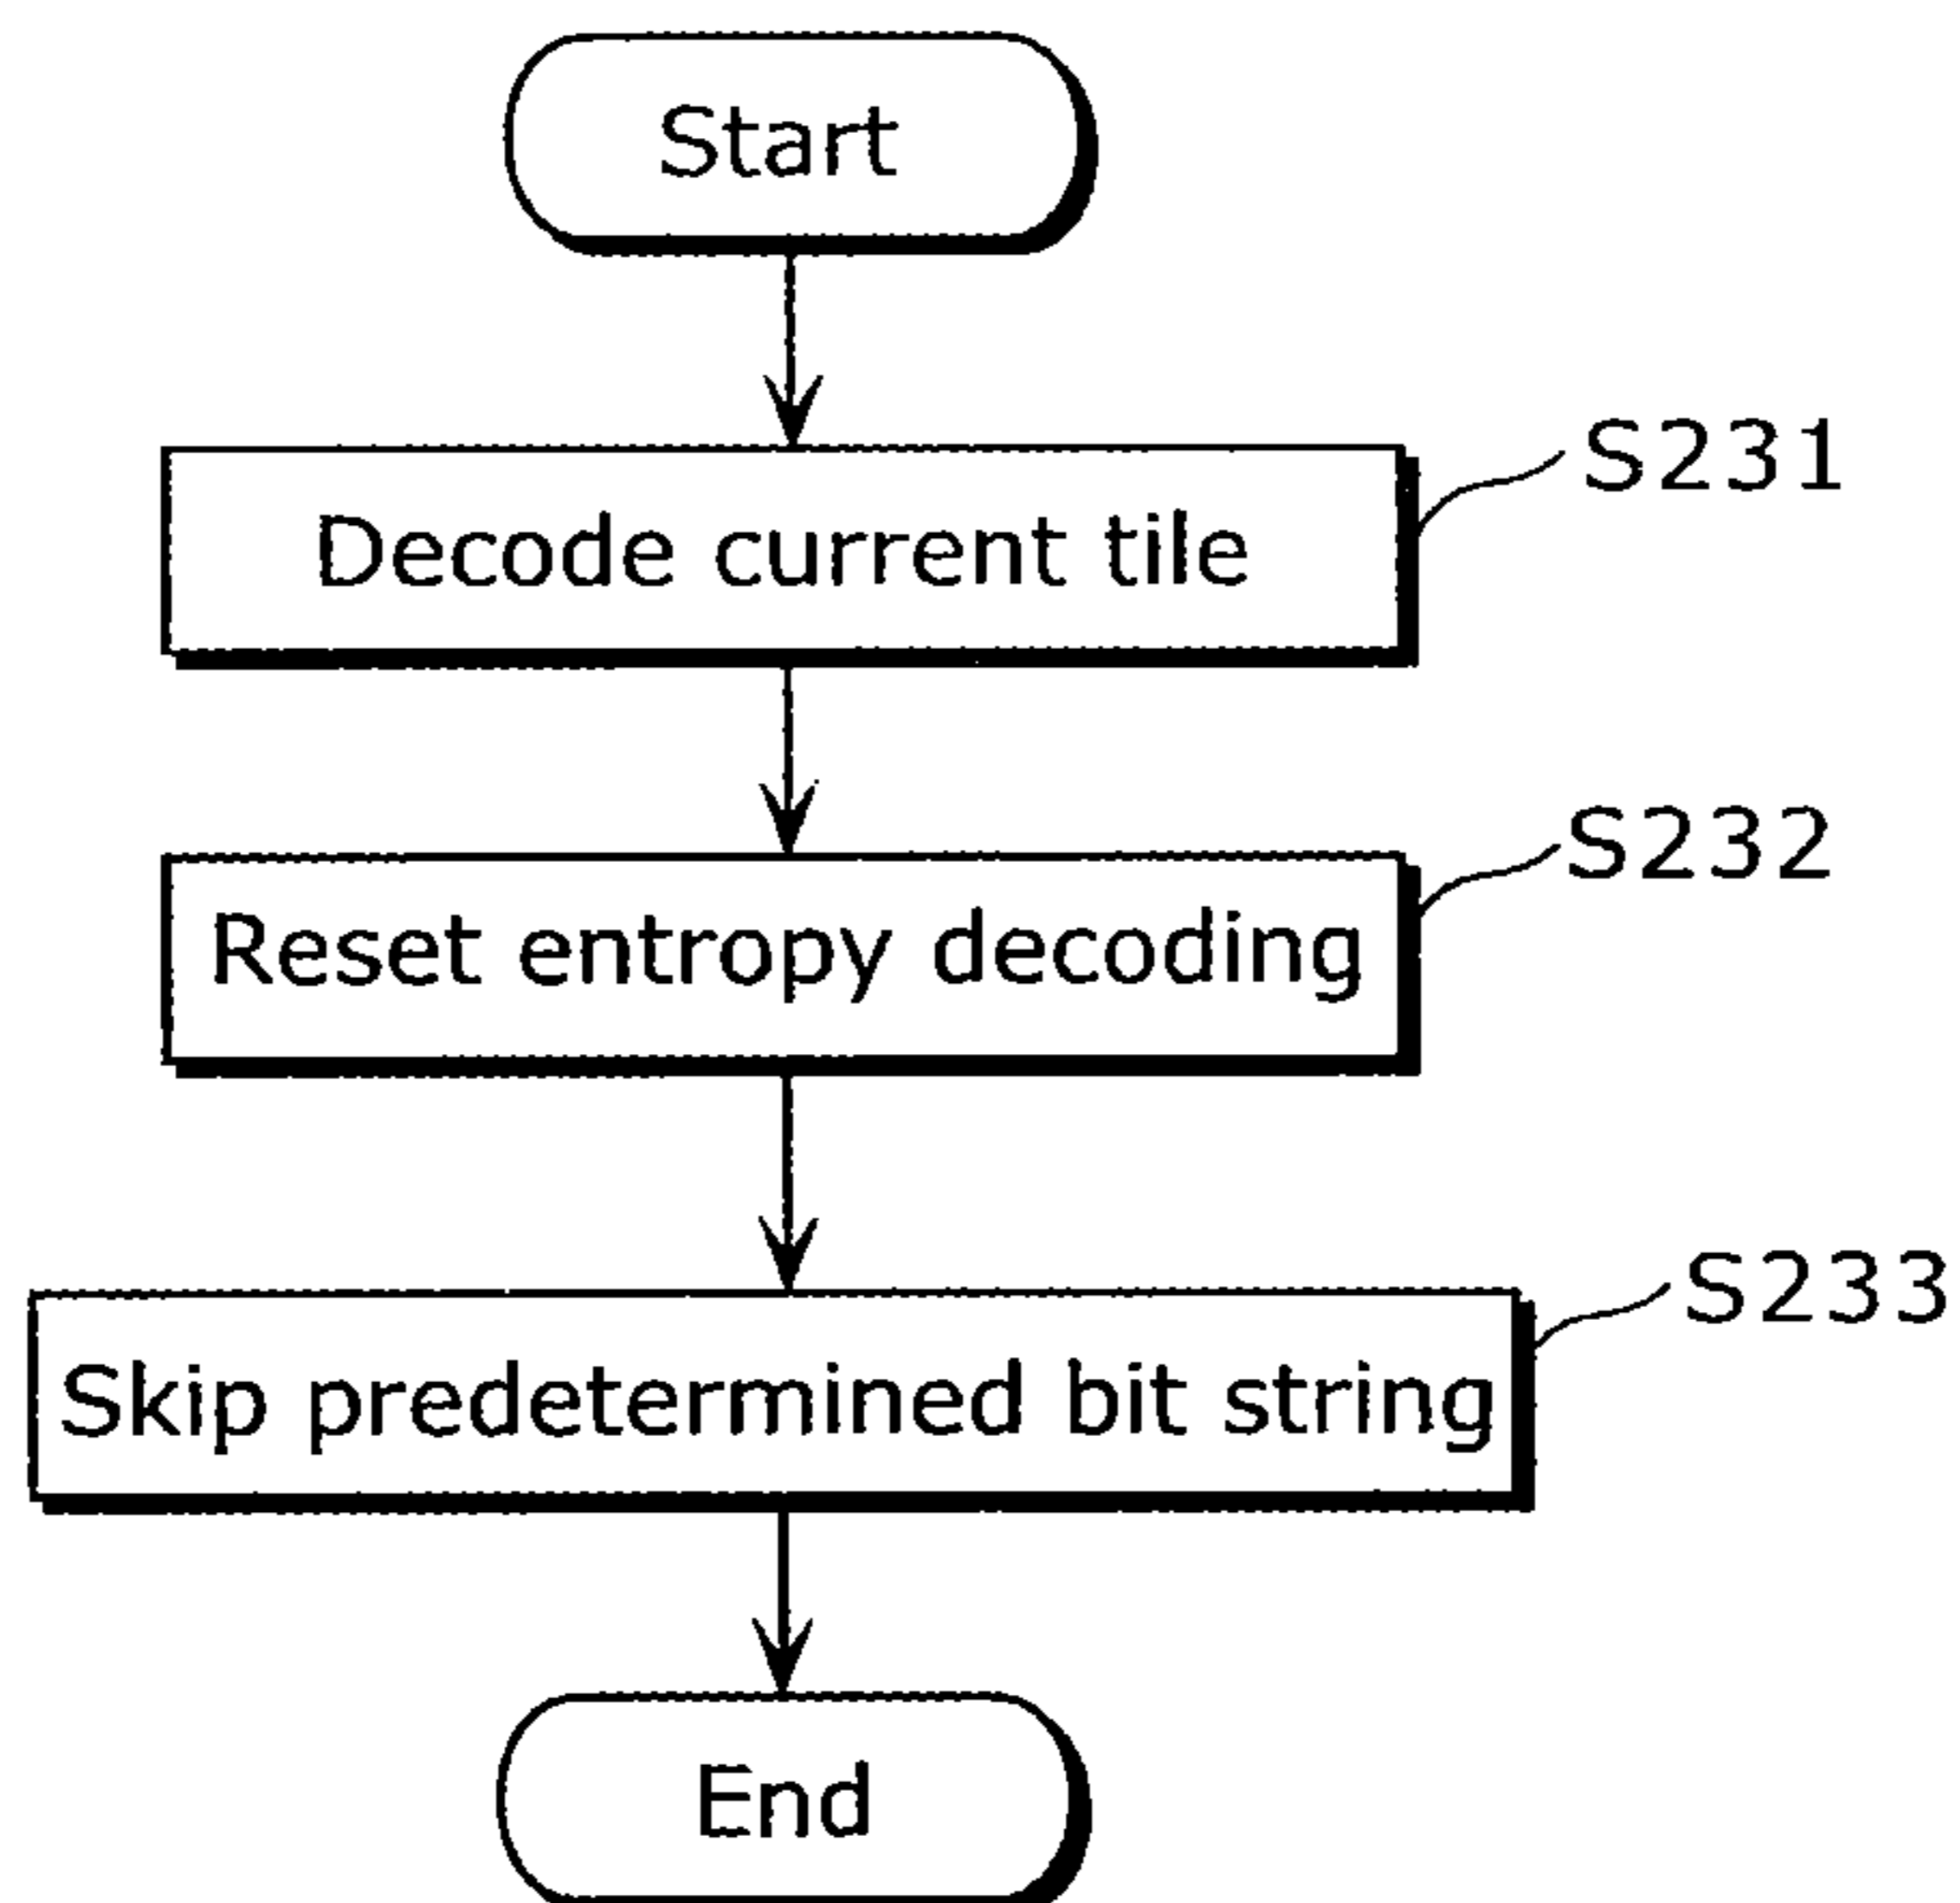 Start
Decode current tile
S231
Reset entropy decoding
S232
Skip predetermined bit string
S233
End